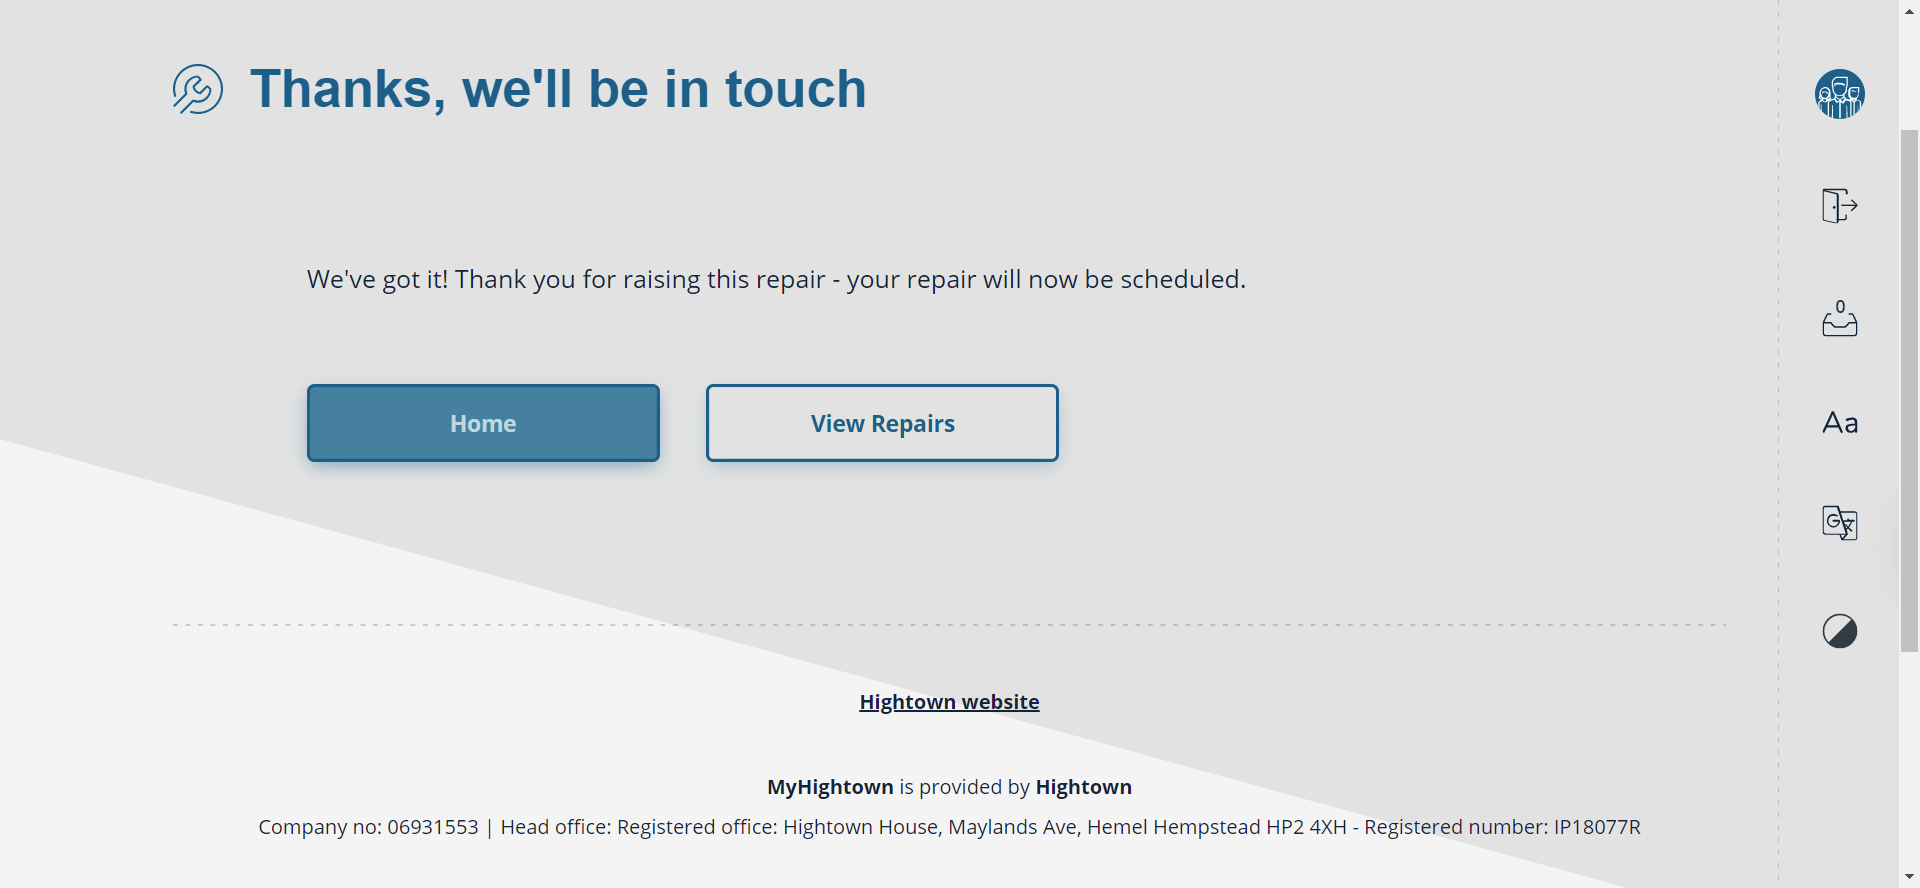 Thanks, we'll be in touch
We've got it! Thank you for raising this repair - your repair will now be scheduled.
Home
View Repairs
0
Aa
G文
Hightown website
MyHightown is provided by Hightown
Company no: 06931553 | Head office: Registered office: Hightown House, Maylands Ave, Hemel Hempstead HP2 4XH - Registered number: IP18077R